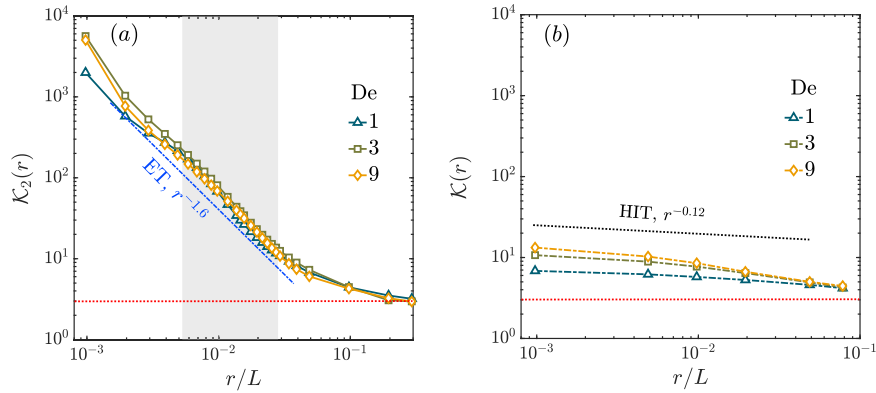 (a)
De
1
3
9
ET, r^{-1.6}
K_2(r)
10^4
10^3
10^2
10^1
10^0
10^{-3}
10^{-2}
10^{-1}
r/L
(b)
De
1
3
9
HIT, r^{-0.12}
K(r)
10^4
10^3
10^2
10^1
10^0
10^{-3}
10^{-2}
10^{-1}
r/L